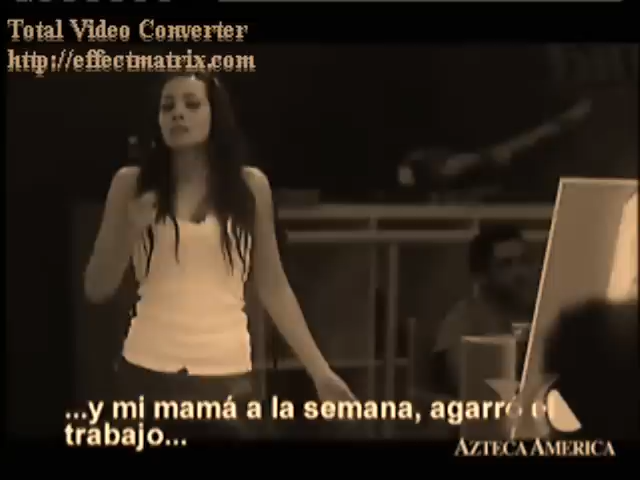 Total Video Converter
http://effectmatrix.com
...y mi mamá a la semana, agarró el
trabajo...
AZTECA AMERICA